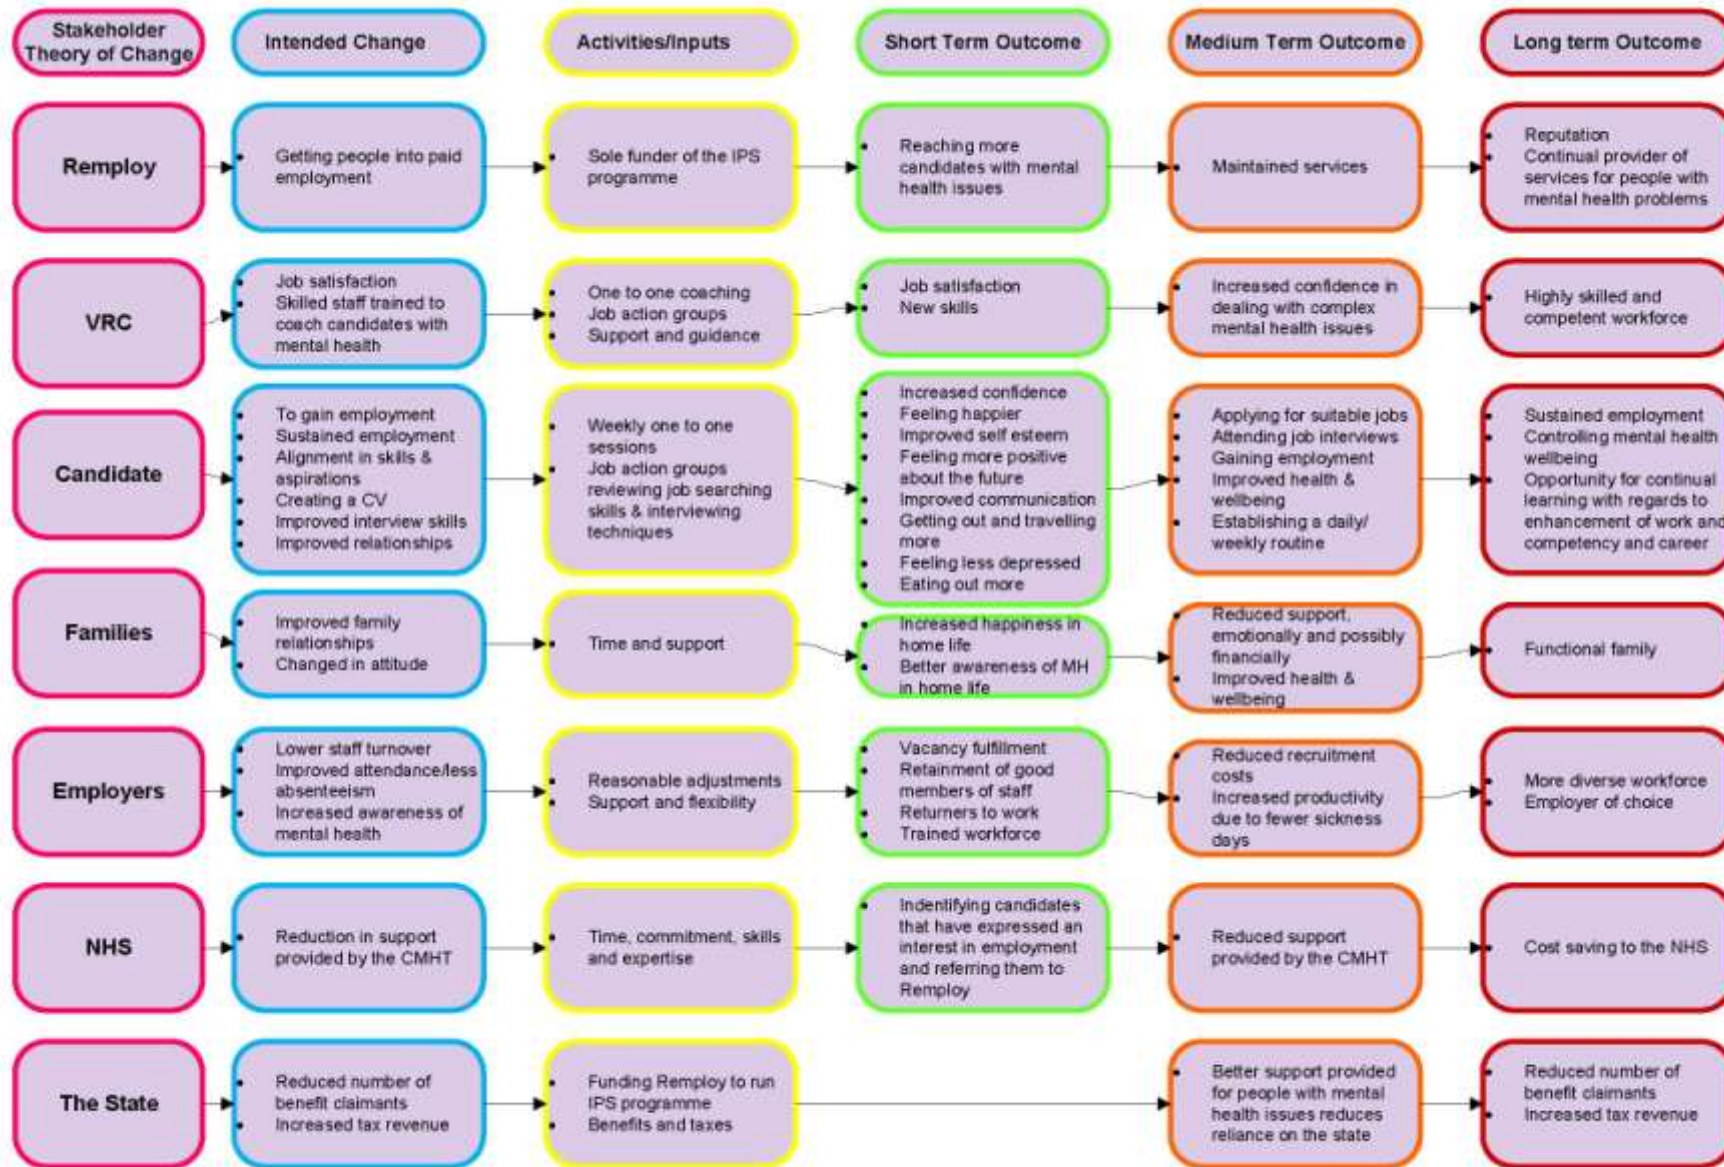 Stakeholder
Theory of Change
Intended Change
Activities/Inputs
Short Term Outcome
Medium Term Outcome
Long term Outcome
Remploy
Getting people into paid
employment
Sole funder of the IPS
programme
Reaching more
candidates with mental
health issues
Maintained services
Reputation
Continual provider of
services for people with
mental health problems
VRC
Job satisfaction
Skilled staff trained to
coach candidates with
mental health
One to one coaching
Job action groups
Support and guidance
Job satisfaction
New skills
Increased confidence in
dealing with complex
mental health issues
Highly skilled and
competent workforce
Candidate
To gain employment
Sustained employment
Alignment in skills &
aspirations
Creating a CV
Improved interview skills
Improved relationships
Weekly one to one
sessions
Job action groups
reviewing job searching
skills & interviewing
techniques
Increased confidence
Feeling happier
Improved self esteem
Feeling more positive
about the future
Improved communication
Getting out and travelling
more
Feeling less depressed
Eating out more
Applying for suitable jobs
Attending job interviews
Gaining employment
Improved health &
wellbeing
Establishing a daily/
weekly routine
Sustained employment
Controlling mental health
wellbeing
Opportunity for continual
learning with regards to
enhancement of work and
competency and career
Families
Improved family
relationships
Changed in attitude
Time and support
Increased happiness in
home life
Better awareness of MH
in home life
Reduced support,
emotionally and possibly
financially
Improved health &
wellbeing
Functional family
Employers
Lower staff turnover
Improved attendance/less
absenteeism
Increased awareness of
mental health
Reasonable adjustments
Support and flexibility
Vacancy fulfillment
Retainment of good
members of staff
Returners to work
Trained workforce
Reduced recruitment
costs
Increased productivity
due to fewer sickness
days
More diverse workforce
Employer of choice
NHS
Reduction in support
provided by the CMHT
Time, commitment, skills
and expertise
Indentifying candidates
that have expressed an
interest in employment
and referring them to
Remploy
Reduced support
provided by the CMHT
Cost saving to the NHS
The State
Reduced number of
benefit claimants
Increased tax revenue
Funding Remploy to run
IPS programme
Benefits and taxes
Better support provided
for people with mental
health issues reduces
reliance on the state
Reduced number of
benefit claimants
Increased tax revenue